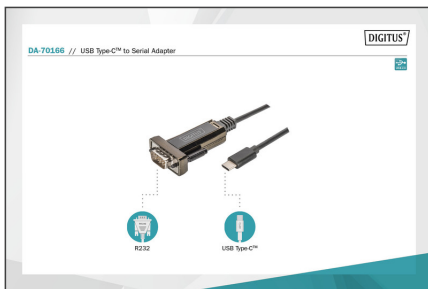 DIGITUS®
DA-70166 // USB Type-C™ to Serial Adapter
R232
USB Type-C™